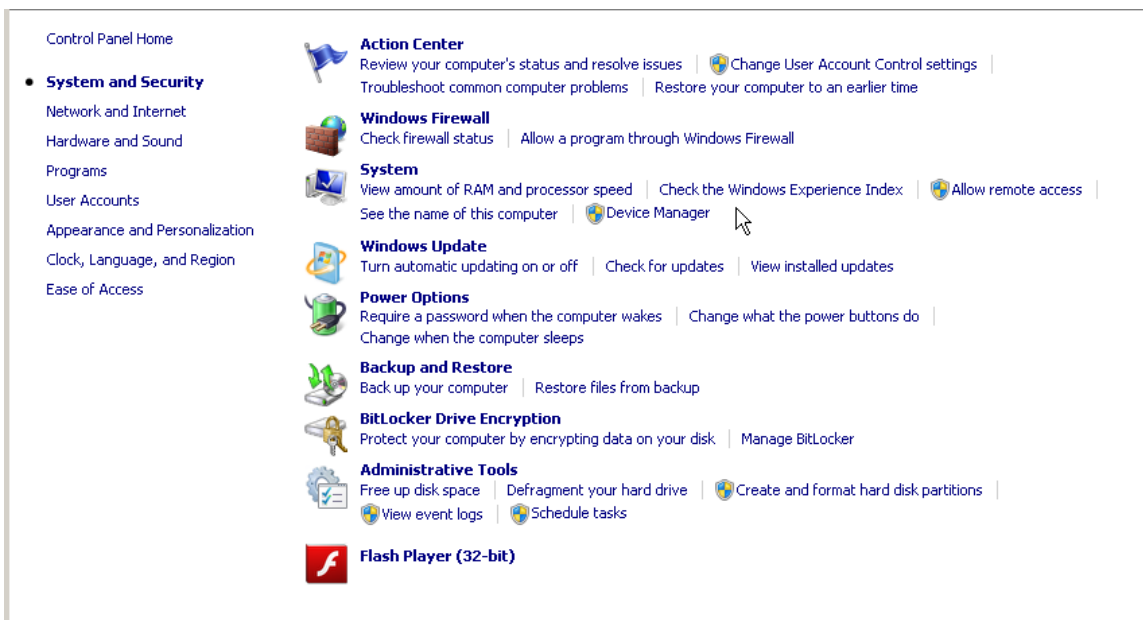 Control Panel Home
System and Security
Network and Internet
Hardware and Sound
Programs
User Accounts
Appearance and Personalization
Clock, Language, and Region
Ease of Access
Action Center
Review your computer's status and resolve issues Change User Account Control settings
Troubleshoot common computer problems Restore your computer to an earlier time
Windows Firewall
Check firewall status Allow a program through Windows Firewall
System
View amount of RAM and processor speed Check the Windows Experience Index Allow remote access
See the name of this computer Device Manager
Windows Update
Turn automatic updating on or off Check for updates View installed updates
Power Options
Require a password when the computer wakes Change what the power buttons do
Change when the computer sleeps
Backup and Restore
Back up your computer Restore files from backup
BitLocker Drive Encryption
Protect your computer by encrypting data on your disk Manage BitLocker
Administrative Tools
Free up disk space Defragment your hard drive Create and format hard disk partitions
View event logs Schedule tasks
Flash Player (32-bit)